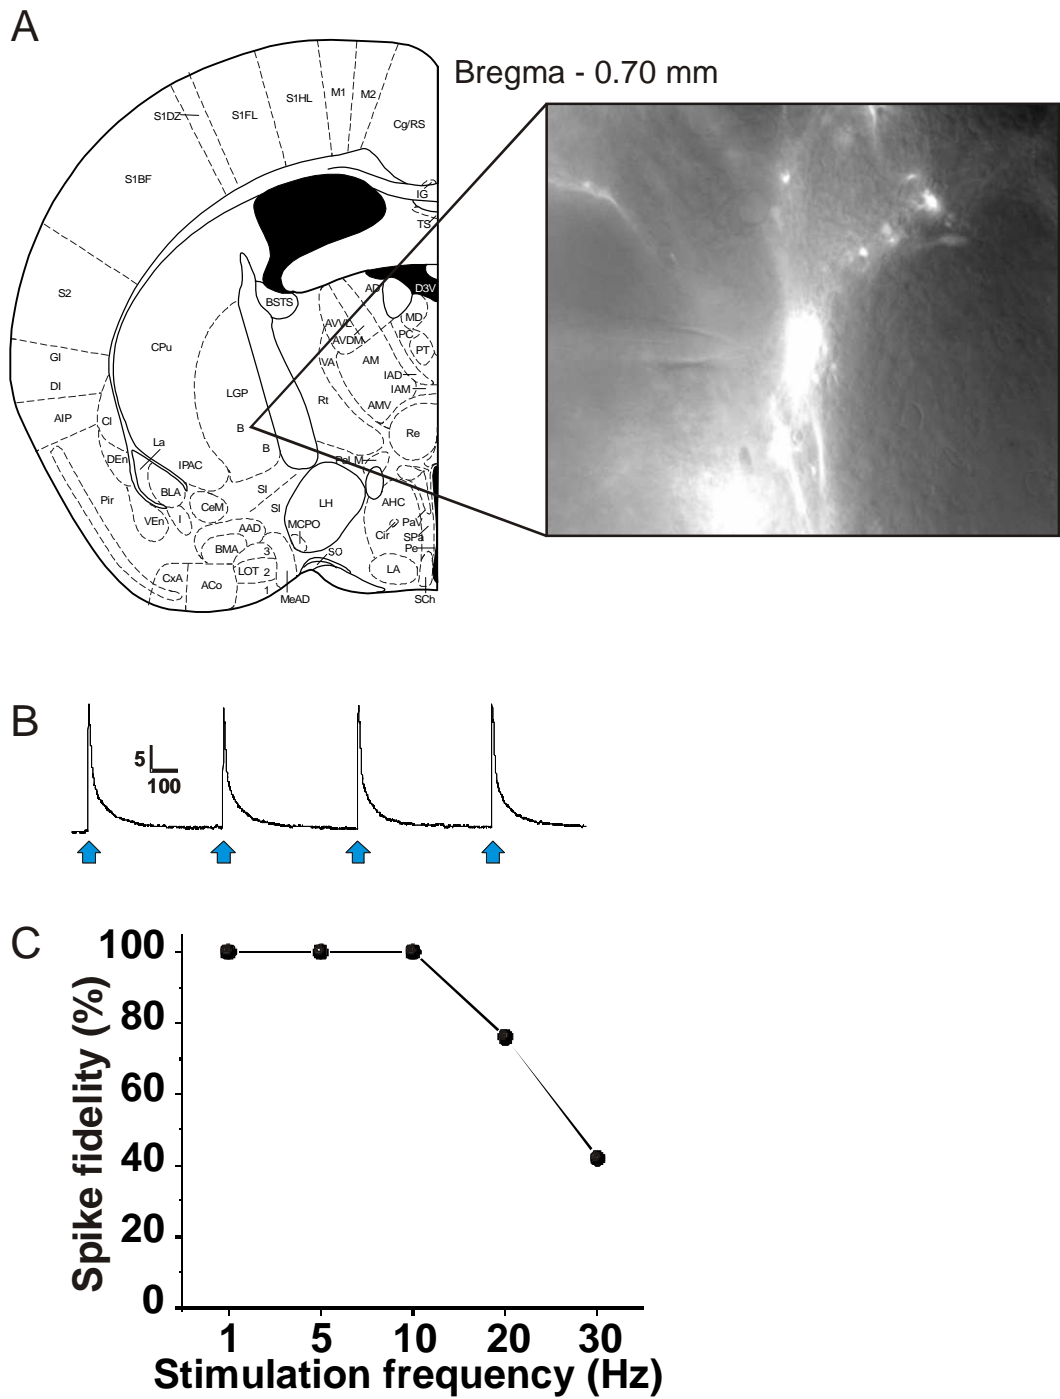 A
Bregma - 0.70 mm
S1HL
M1
M2
S1DZ
S1FL
Cg/RS
S1BF
IG
TS
S2
BSTS
AD
D3V
AVVL
MD
AVDM
PC
PT
GI
CPu
VA
AM
IAD
DI
LGP
IAM
Rt
AMV
AIP
Cl
B
Re
La
B
DEn
IPAC
PaLM
Pir
BLA
SI
LH
AHC
CeM
SI
VEn
I
AAD
MCPO
Cir
PaV
SPa
BMA
3
SO
Pe
LOT
2
LA
CxA
ACo
1
MeAD
SCh
B
5
100
C
100
80
60
40
20
0
Spike fidelity (%)
1 5 10 20 30
Stimulation frequency (Hz)